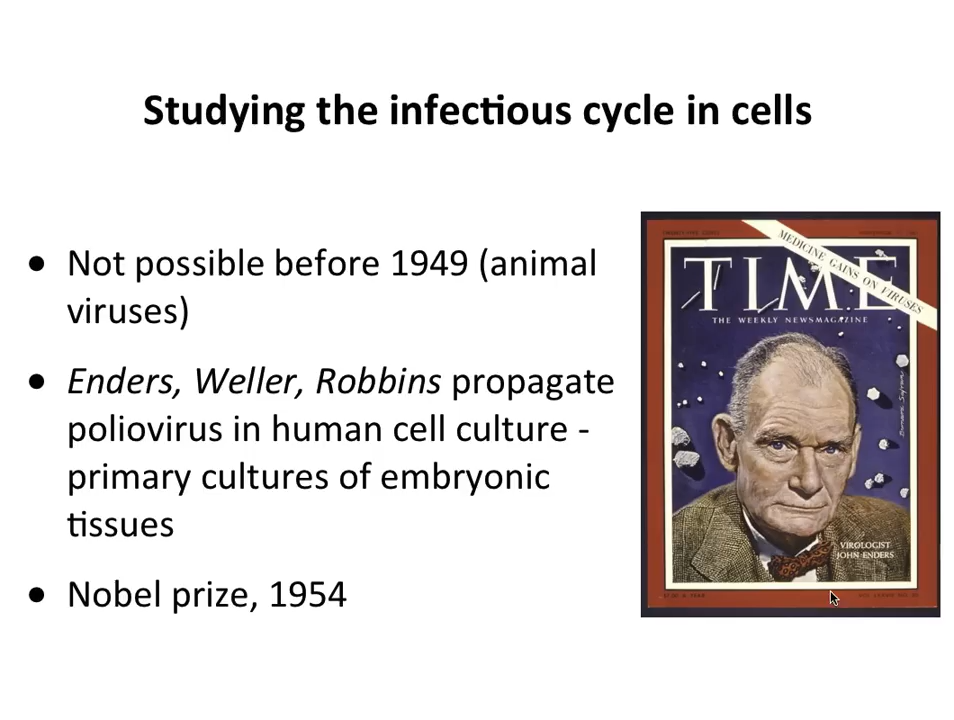 Studying the infectious cycle in cells
• Not possible before 1949 (animal
viruses)
• Enders, Weller, Robbins propagate
poliovirus in human cell culture -
primary cultures of embryonic
tissues
• Nobel prize, 1954
MEDICINE GAINS ON VIRUSES
TIME
THE WEEKLY NEWSMAGAZINE
VIROLOGIST
JOHN ENDERS